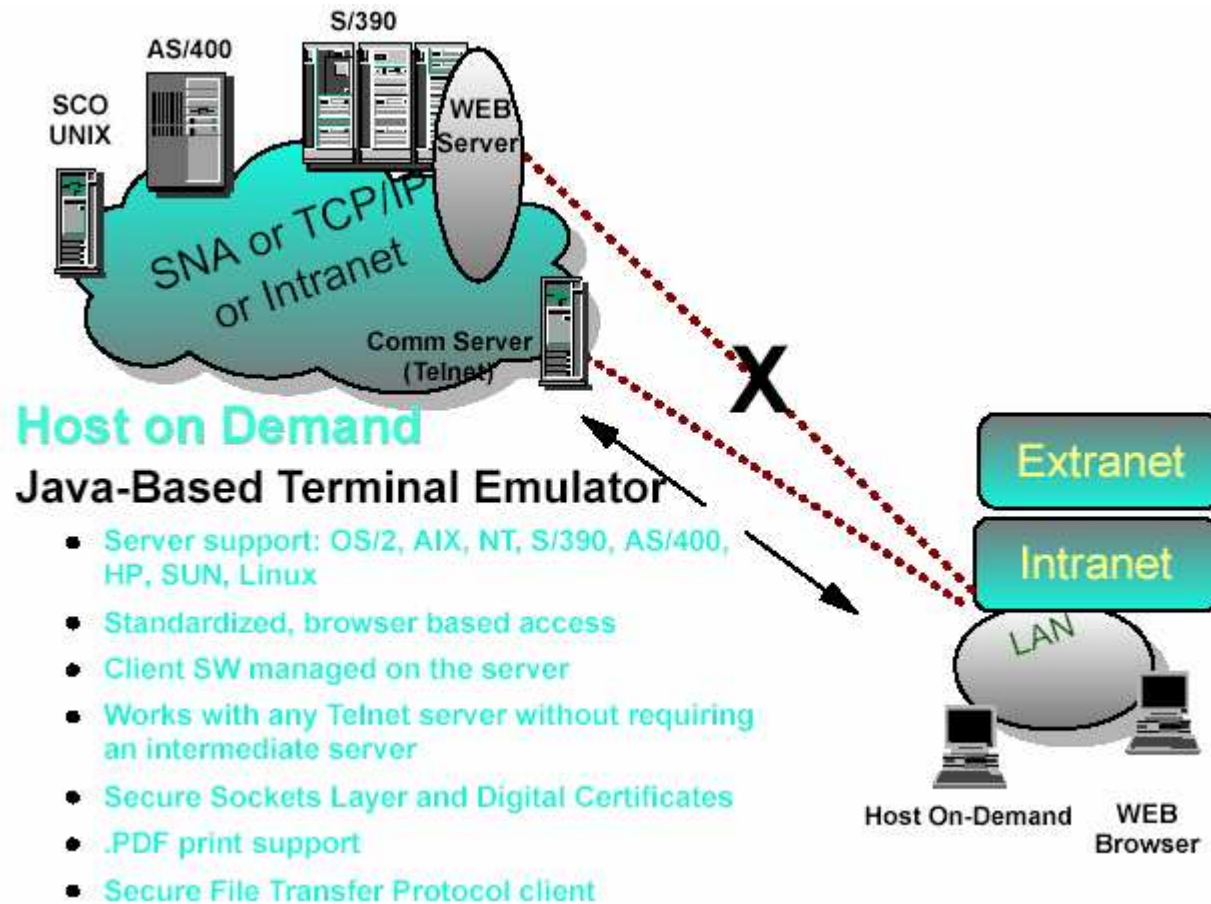 S/390
AS/400
SCO
UNIX
WEB
Server
SNA or TCP/IP
or Intranet
Comm Server
(Telnet)
X
Host on Demand
Java-Based Terminal Emulator
Server support: OS/2, AIX, NT, S/390, AS/400,
HP, SUN, Linux
Standardized, browser based access
Client SW managed on the server
Works with any Telnet server without requiring
an intermediate server
Secure Sockets Layer and Digital Certificates
.PDF print support
Secure File Transfer Protocol client
Extranet
Intranet
LAN
Host On-Demand
WEB
Browser